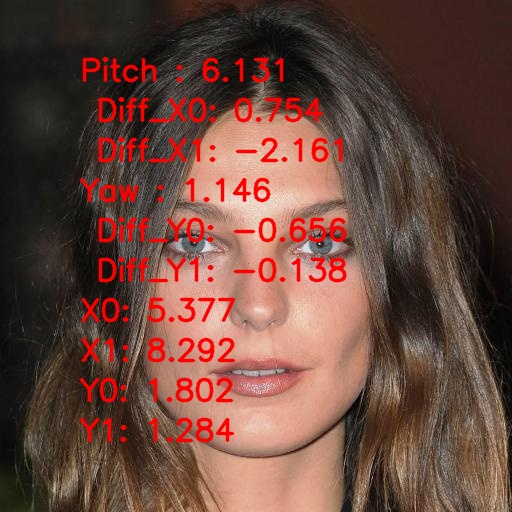 Pitch : 6.131
Diff_X0: 0.754
Diff_X1: -2.161
Yaw : 1.146
Diff_Y0: -0.656
Diff_Y1: -0.138
X0: 5.377
X1: 8.292
Y0: 1.802
Y1: 1.284